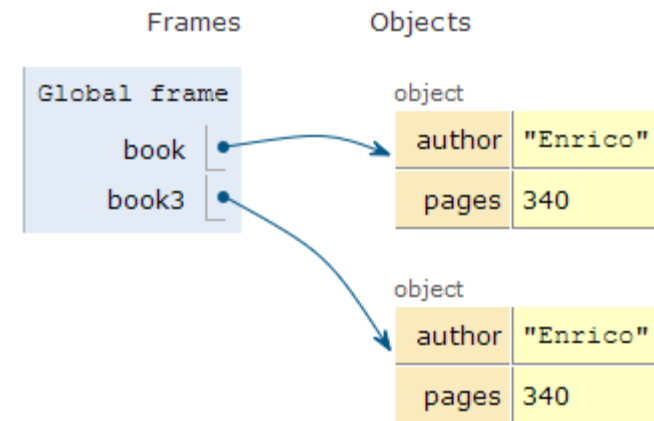 Frames Objects
Global frame
book
book3
object
author "Enrico"
pages 340
object
author "Enrico"
pages 340